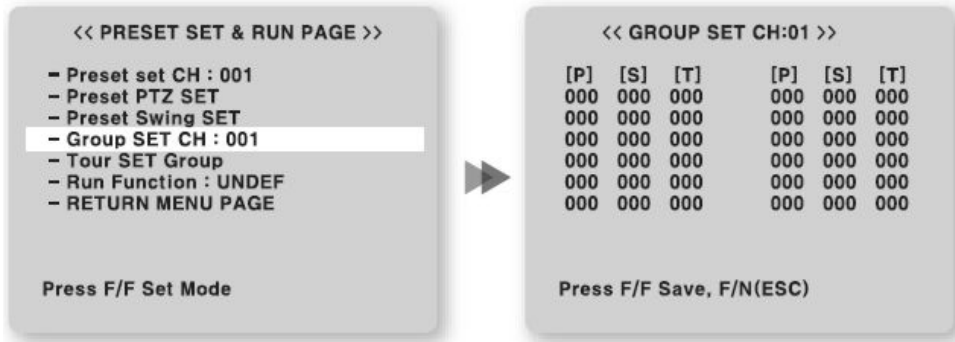 << PRESET SET & RUN PAGE >>
- Preset set CH : 001
- Preset PTZ SET
- Preset Swing SET
- Group SET CH : 001
- Tour SET Group
- Run Function : UNDEF
- RETURN MENU PAGE
Press F/F Set Mode
<< GROUP SET CH:01 >>
[P] [S] [T] [P] [S] [T]
000 000 000 000 000 000
000 000 000 000 000 000
000 000 000 000 000 000
000 000 000 000 000 000
000 000 000 000 000 000
000 000 000 000 000 000
Press F/F Save, F/N(ESC)